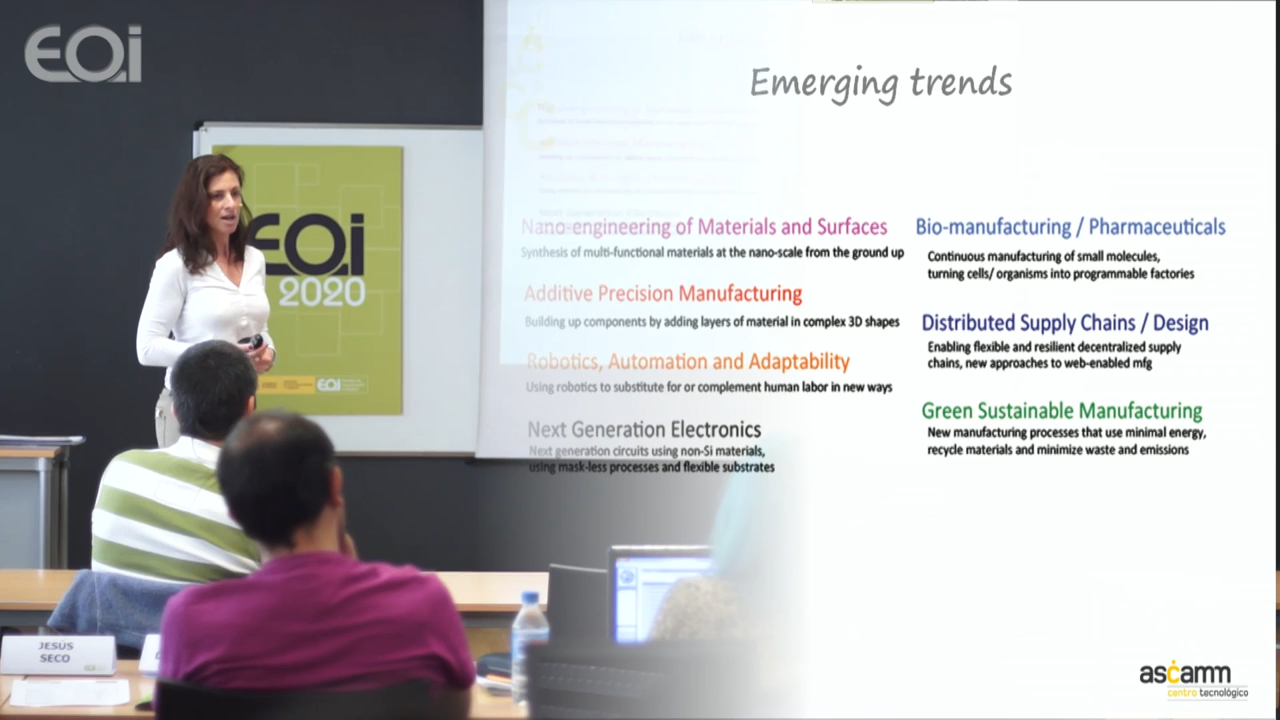 EOi
Emerging trends
EOi
2020
Nano-engineering of Materials and Surfaces
Synthesis of multi-functional materials at the nano-scale from the ground up
Additive Precision Manufacturing
Building up components by adding layers of material in complex 3D shapes
Robotics, Automation and Adaptability
Using robotics to substitute for or complement human labor in new ways
Next Generation Electronics
Next generation circuits using non-Si materials,
using mask-less processes and flexible substrates
Bio-manufacturing / Pharmaceuticals
Continuous manufacturing of small molecules,
turning cells/ organisms into programmable factories
Distributed Supply Chains / Design
Enabling flexible and resilient decentralized supply
chains, new approaches to web-enabled mfg
Green Sustainable Manufacturing
New manufacturing processes that use minimal energy,
recycle materials and minimize waste and emissions
EOi
JESÚS
SECO
ascamm
centro tecnológico